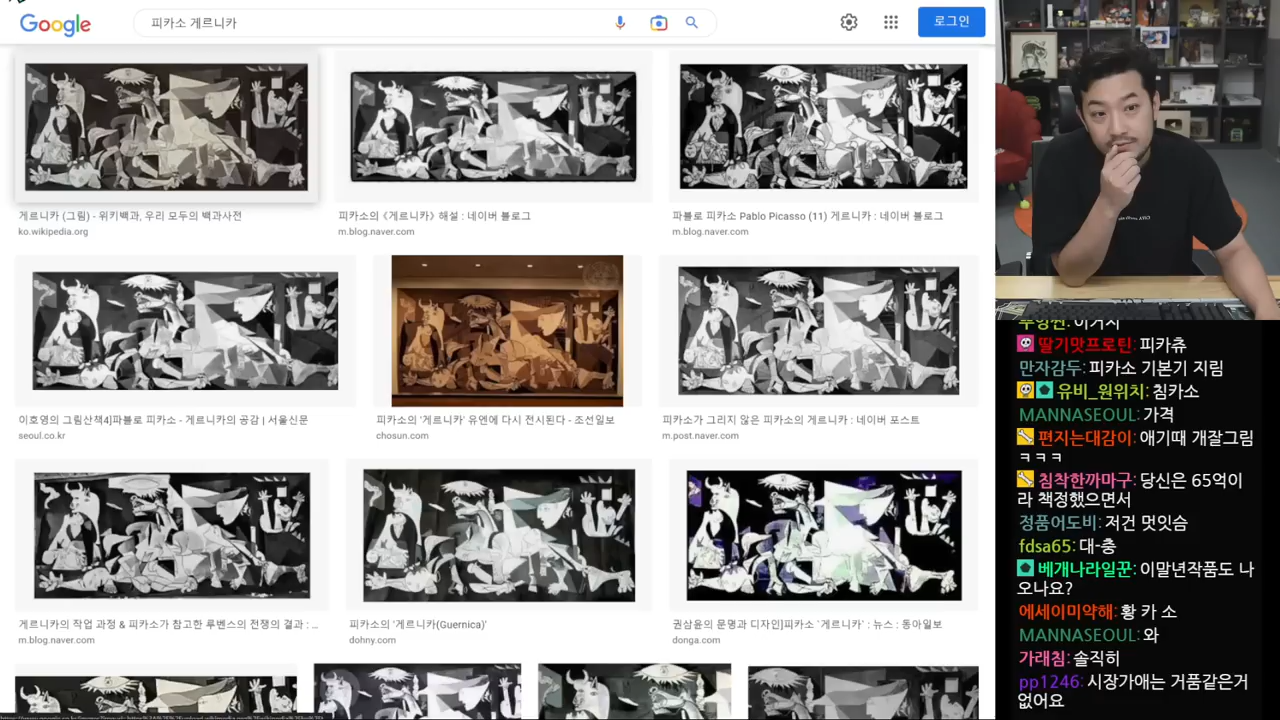 Google
피카소 게르니카
로그인
게르니카 (그림) - 위키백과, 우리 모두의 백과사전
ko.wikipedia.org
피카소의 《게르니카》 해설 : 네이버 블로그
m.blog.naver.com
파블로 피카소 Pablo Picasso (11) 게르니카 : 네이버 블로그
m.blog.naver.com
이호영의 그림산책4]파블로 피카소 - 게르니카의 공감 | 서울신문
seoul.co.kr
피카소의 '게르니카' 유엔에 다시 전시된다 - 조선일보
chosun.com
피카소가 그리지 않은 피카소의 게르니카 : 네이버 포스트
m.post.naver.com
게르니카의 작업 과정 & 피카소가 참고한 루벤스의 전쟁의 결과 : ...
m.blog.naver.com
피카소의 '게르니카(Guernica)'
dohny.com
권삼윤의 문명과 디자인]피카소 `게르니카` : 뉴스 : 동아일보
donga.com
딸기맛프로틴: 피카츄
만자감두: 피카소 기본기 지림
유비_원위치: 침카소
MANNASEOUL: 가격
편지는대감이: 애기때 개잘그림
ㅋㅋㅋ
침착한까마구: 당신은 65억이
라 책정했으면서
정품어도비: 저건 멋잇슴
fdsa65: 대-충
베개나라일꾼: 이말년작품도 나
오나요?
에세이미약해: 황 카 소
MANNASEOUL: 와
가래침: 솔직히
pp1246: 시장가애는 거품같은거
없어요